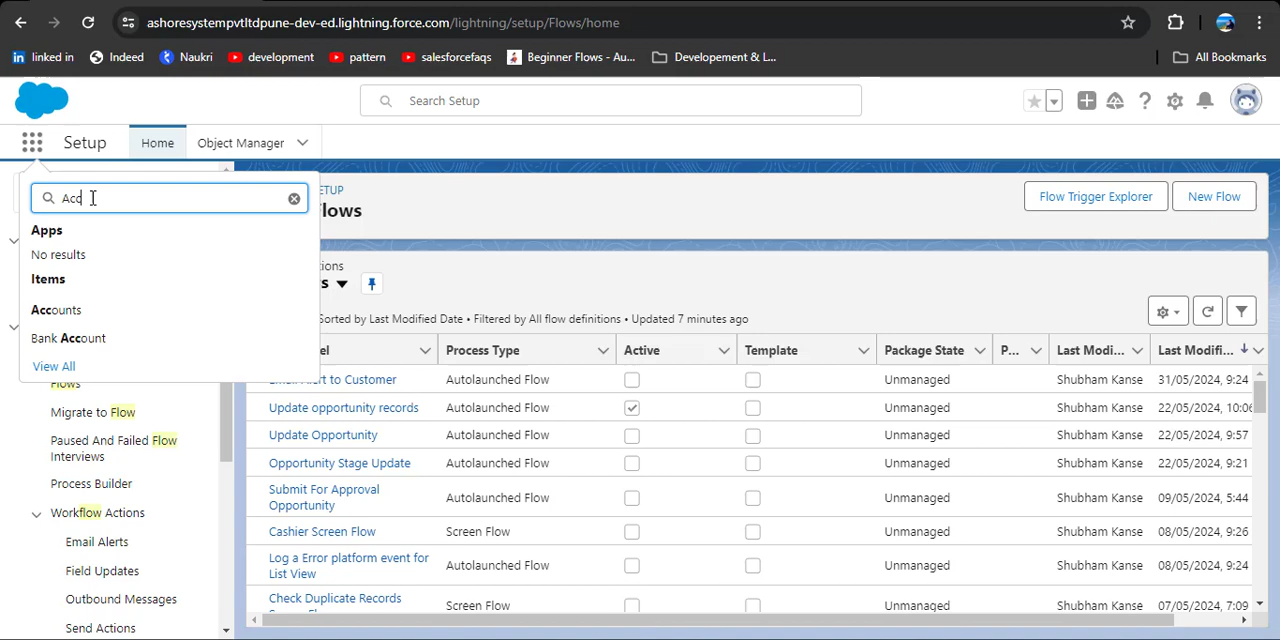 ashoresystempvtltdpune-dev-ed.lightning.force.com/lightning/setup/Flows/home
linked in
Indeed
Naukri
development
pattern
salesforcefaqs
Beginner Flows - Au...
Developement & L...
All Bookmarks
Search Setup
Setup
Home
Object Manager
Acc
Apps
No results
Items
Accounts
Bank Account
View All
Flows
Migrate to Flow
Paused And Failed Flow
Interviews
Process Builder
Workflow Actions
Email Alerts
Field Updates
Outbound Messages
Send Actions
ETUP
Flows
Flow Trigger Explorer
New Flow
ions
s
Sorted by Last Modified Date • Filtered by All flow definitions • Updated 7 minutes ago
el Process Type Active Template Package State P... Last Modi... Last Modifi...
Email Alert to Customer Autolaunched Flow Unmanaged Shubham Kanse 31/05/2024, 9:24
Update opportunity records Autolaunched Flow Unmanaged Shubham Kanse 22/05/2024, 10:06
Update Opportunity Autolaunched Flow Unmanaged Shubham Kanse 22/05/2024, 9:57
Opportunity Stage Update Autolaunched Flow Unmanaged Shubham Kanse 22/05/2024, 9:21
Submit For Approval
Opportunity Autolaunched Flow Unmanaged Shubham Kanse 09/05/2024, 5:44
Cashier Screen Flow Screen Flow Unmanaged Shubham Kanse 08/05/2024, 9:26
Log a Error platform event for
List View Autolaunched Flow Unmanaged Shubham Kanse 08/05/2024, 9:24
Check Duplicate Records
Screen Flow Unmanaged Shubham Kanse 07/05/2024, 7:09